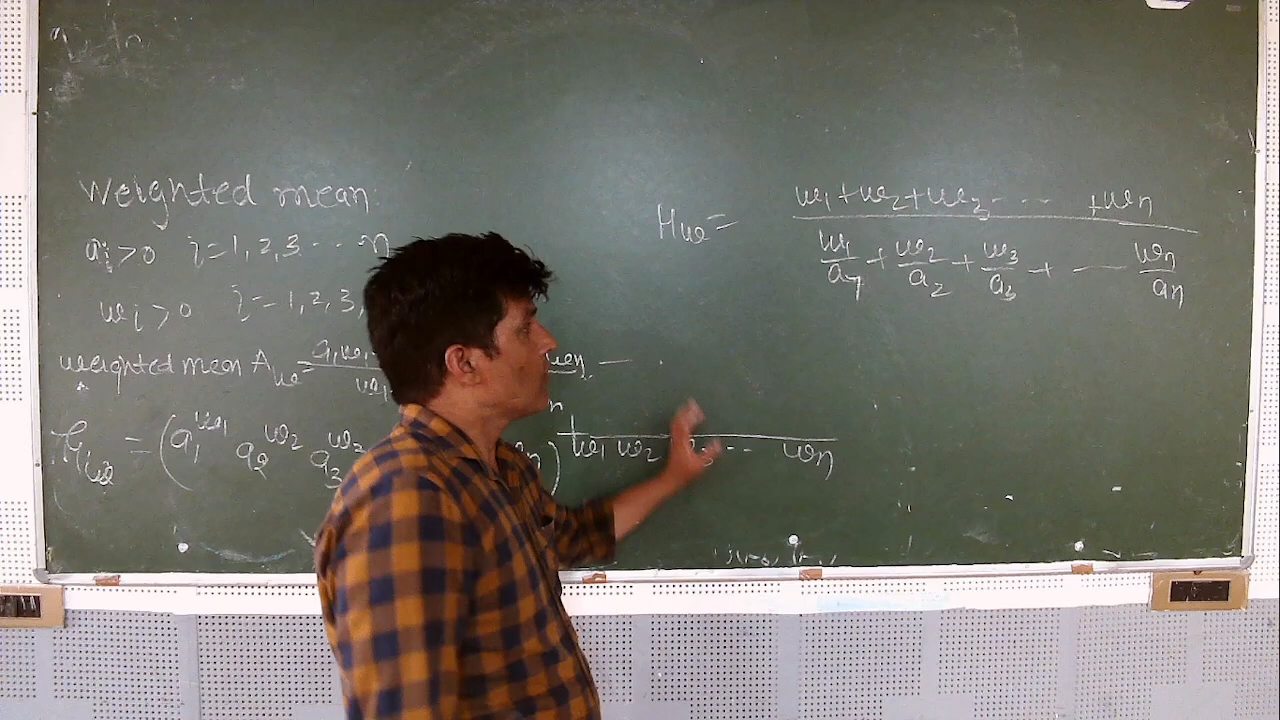 Weighted mean:
aᵢ>0 i=1,2,3...n
wᵢ>0 i=1,2,3,
weighted mean A_w = a₁w₁ wₙ
w₁
G_w = (a₁^w₁ a₂^w₂ a₃^w₃ n)^1
w₁ w₂ ... wₙ
H_w = w₁+w₂+w₃... ...+wₙ
w₁/a₁ + w₂/a₂ + w₃/a₃ + — wₙ/aₙ